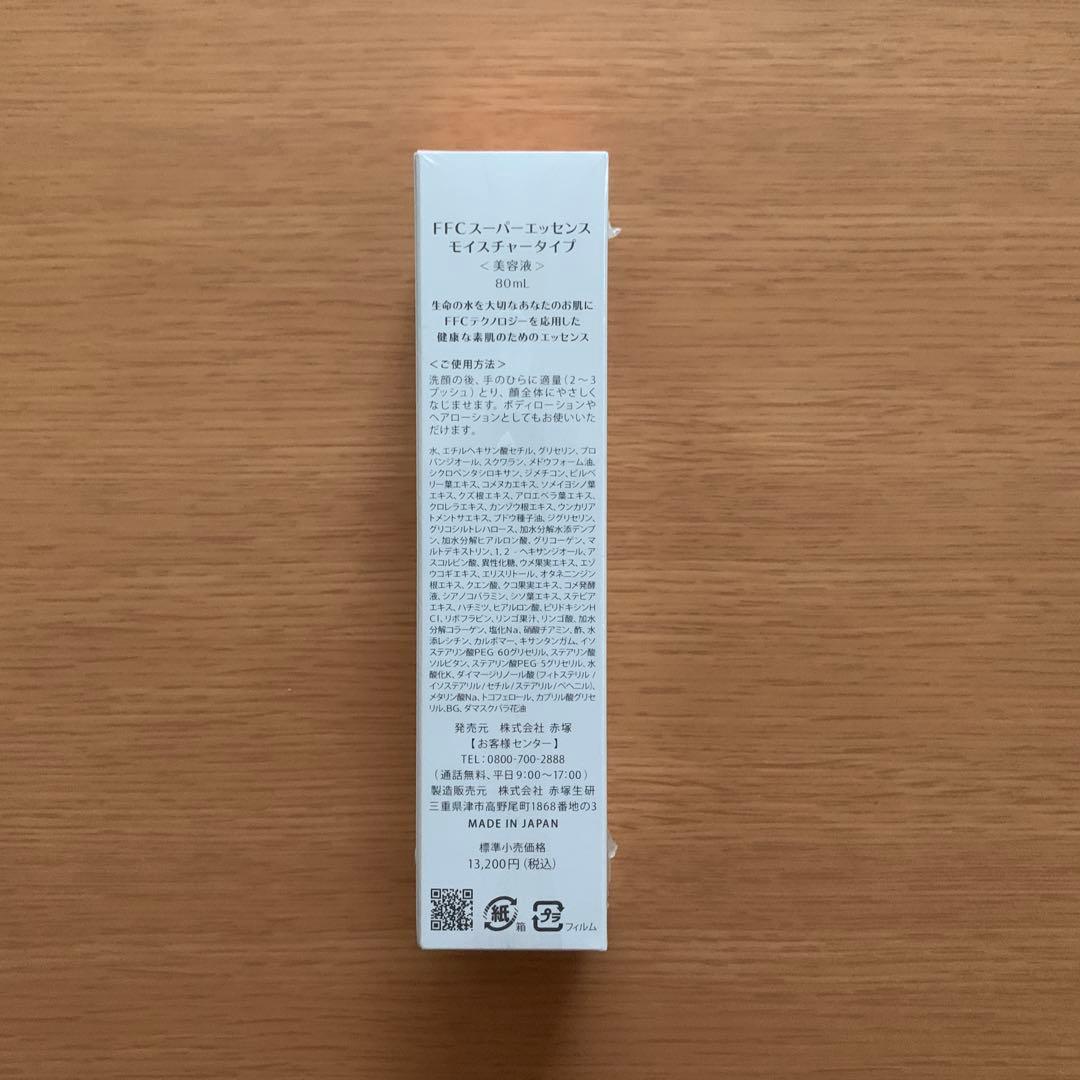 FFCスーパーエッセンス
モイスチャータイプ
＜美容液＞
80mL
生命の水を大切なあなたのお肌に
FFCテクノロジーを応用した
健康な素肌のためのエッセンス
＜ご使用方法＞
洗顔の後、手のひらに適量(2〜3
プッシュ)とり、顔全体にやさしく
なじませます。ボディローションや
ヘアローションとしてもお使いいた
だけます。
水、エチルヘキサン酸セチル、グリセリン、プロ
パンジオール、スクワラン、メドウフォーム油、
シクロペンタシロキサン、ジメチコン、ビルベ
リー葉エキス、コメヌカエキス、ソメイヨシノ葉
エキス、クズ根エキス、アロエベラ葉エキス、
クロレラエキス、カンゾウ根エキス、ウンカリア
トメントサエキス、ブドウ種子油、ジグリセリン、
グリコシルトレハロース、加水分解水添デンプ
ン、加水分解ヒアルロン酸、グリコーゲン、マ
ルトデキストリン、1,2-ヘキサンジオール、ア
スコルビン酸、異性化糖、ウメ果実エキス、エゾ
ウコギエキス、エリスリトール、オタネニンジン
根エキス、クエン酸、クコ果実エキス、コメ発酵
液、シアノコバラミン、シソ葉エキス、ステビア
エキス、ハチミツ、ヒアルロン酸、ピリドキシンH
Cl、リボフラビン、リンゴ果汁、リンゴ酸、加水
分解コラーゲン、塩化Na、硝酸チアミン、酢、水
添レシチン、カルボマー、キサンタンガム、イソ
ステアリン酸PEG-60グリセリル、ステアリン酸
ソルビタン、ステアリン酸PEG-5グリセリル、水
酸化K、ダイマージリノール酸(フィトステリル/
イソステアリル/セチル/ステアリル/ベヘニル)、
メタリン酸Na、トコフェロール、カプリル酸グリセ
リル、BG、ダマスクバラ花油
発売元 株式会社 赤塚
【お客様センター】
TEL:0800-700-2888
(通話無料、平日9:00〜17:00)
製造販売元 株式会社 赤塚生研
三重県津市高野尾町1868番地の3
MADE IN JAPAN
標準小売価格
13,200円(税込)
紙 箱 プラ フィルム